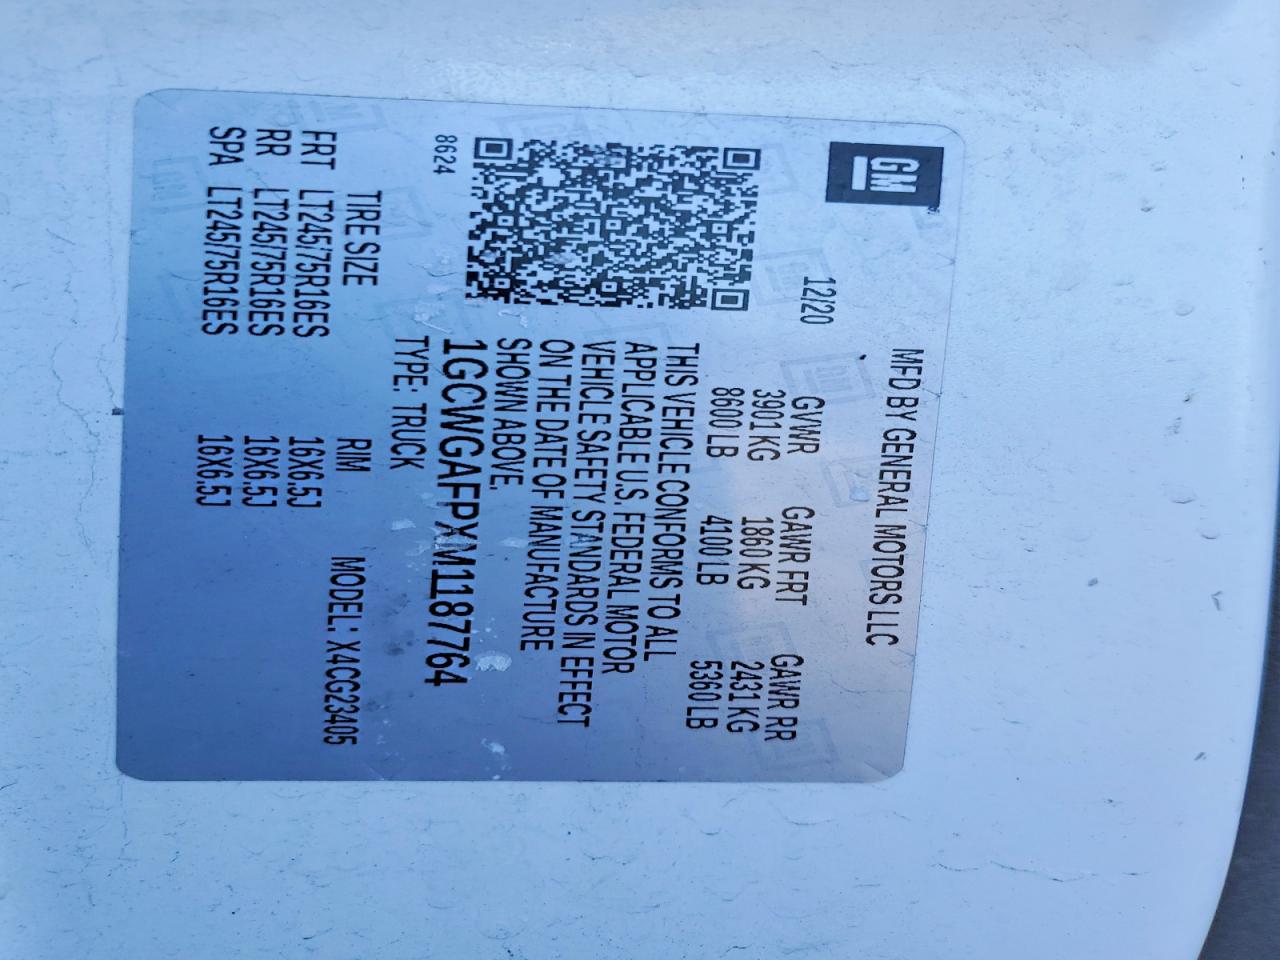 GM
MFD BY GENERAL MOTORS LLC
12/20
GVWR GAWR FRT GAWR RR
3901 KG 1860 KG 2431 KG
8600 LB 4100 LB 5360 LB
THIS VEHICLE CONFORMS TO ALL
APPLICABLE U.S. FEDERAL MOTOR
VEHICLE SAFETY STANDARDS IN EFFECT
ON THE DATE OF MANUFACTURE
SHOWN ABOVE.
1GCWGAFPXM1187764
8624
TYPE: TRUCK
MODEL: X4CG23405
TIRE SIZE RIM
FRT LT245/75R16ES 16X6.5J
RR LT245/75R16ES 16X6.5J
SPA LT245/75R16ES 16X6.5J